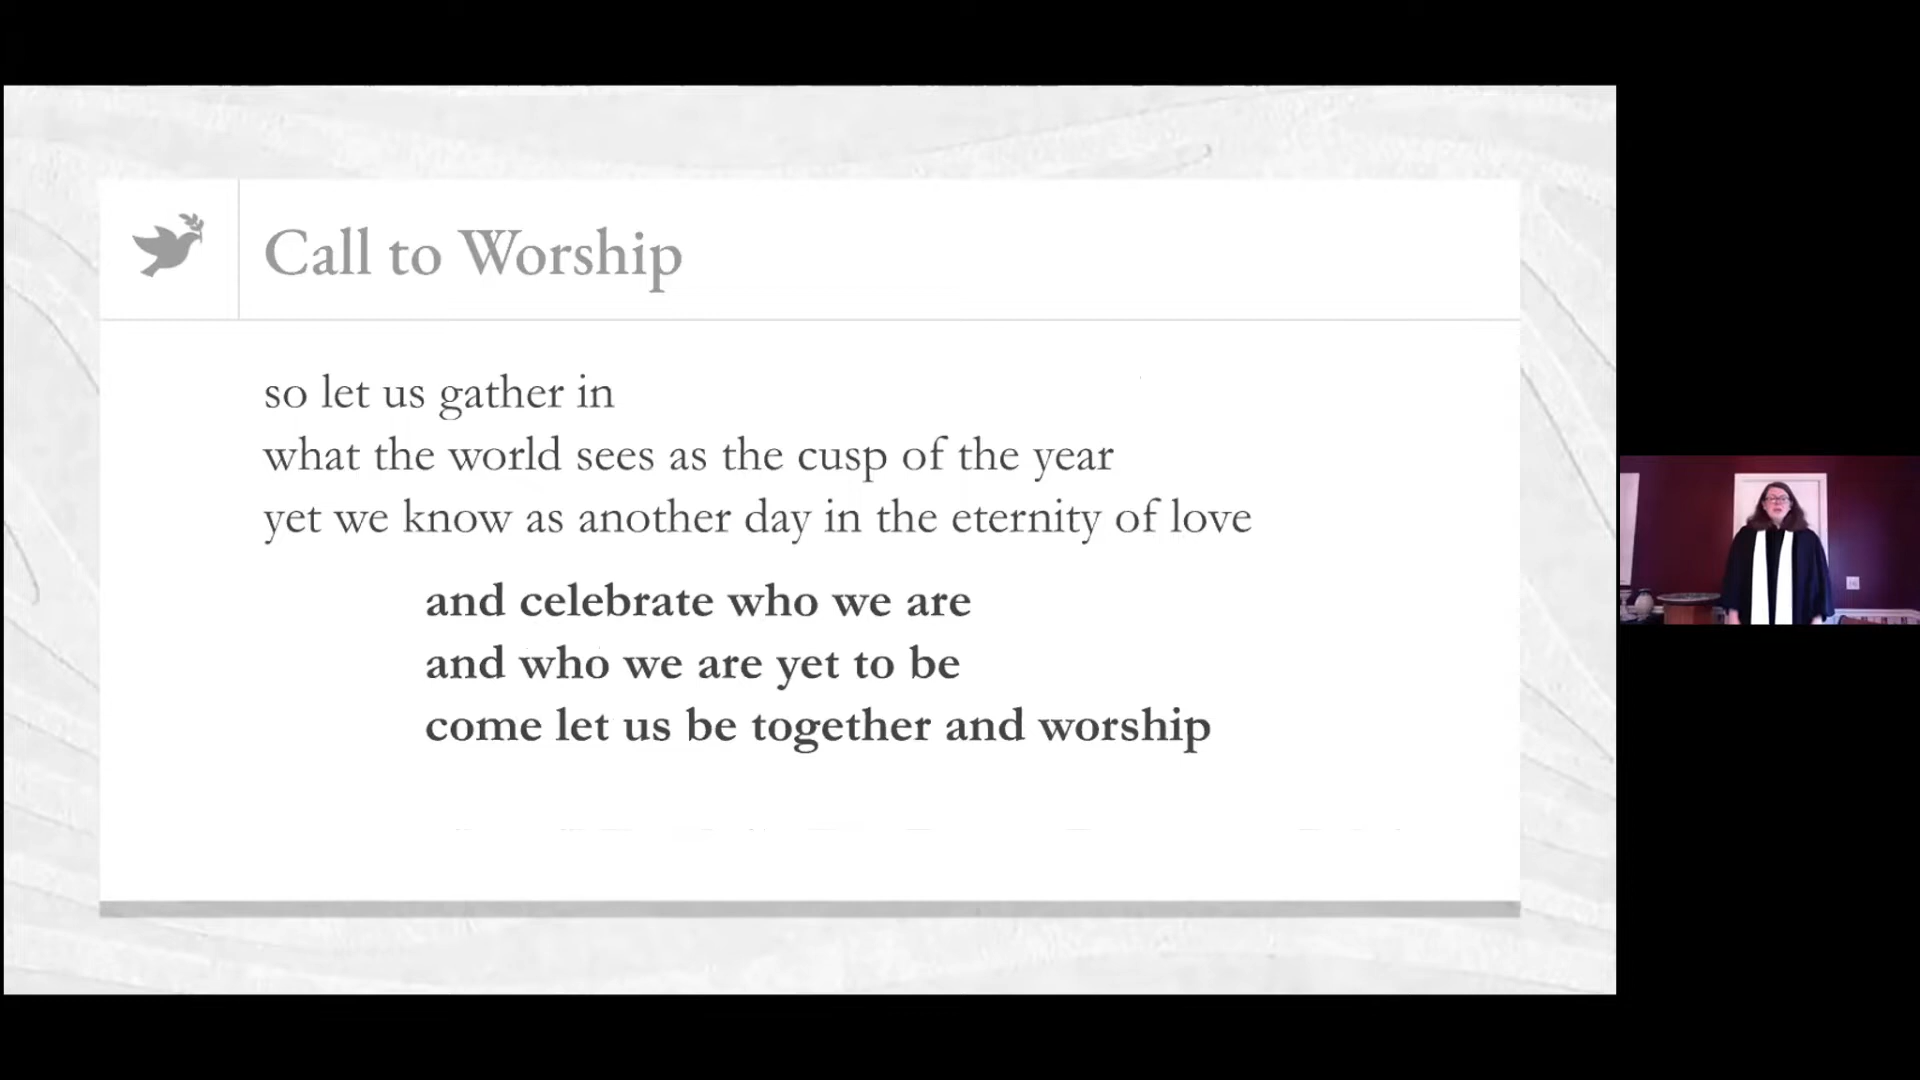 Call to Worship
so let us gather in
what the world sees as the cusp of the year
yet we know as another day in the eternity of love
and celebrate who we are
and who we are yet to be
come let us be together and worship